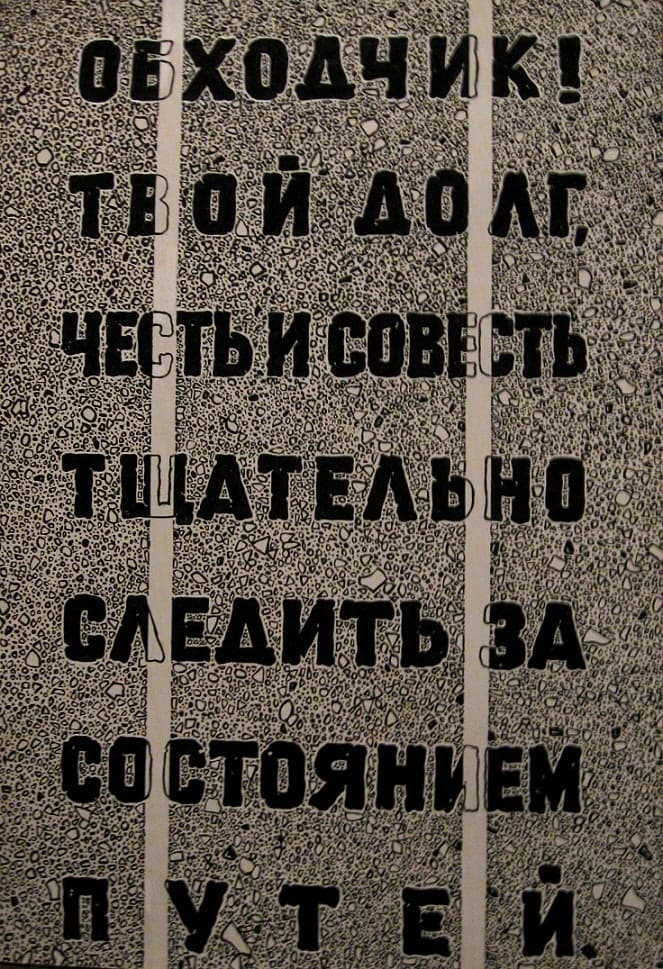 ОБХОДЧИК!
ТВОЙ ДОЛГ,
ЧЕСТЬ И СОВЕСТЬ
ТЩАТЕЛЬНО
СЛЕДИТЬ ЗА
СОСТОЯНИЕМ
ПУТЕЙ.